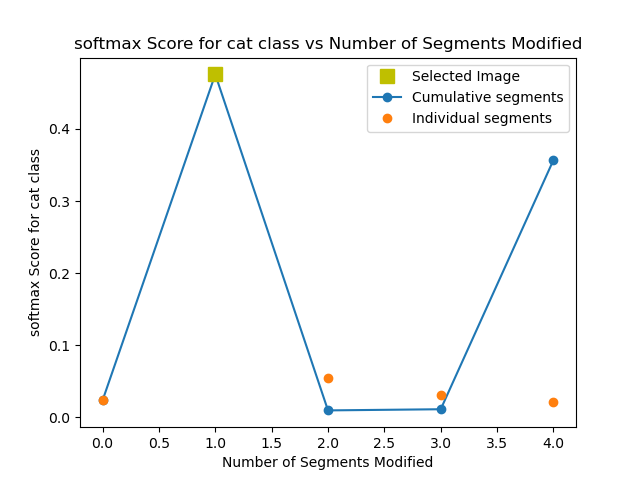 softmax Score for cat class vs Number of Segments Modified
Selected Image
Cumulative segments
Individual segments
softmax Score for cat class
0.4
0.3
0.2
0.1
0.0
0.0 0.5 1.0 1.5 2.0 2.5 3.0 3.5 4.0
Number of Segments Modified